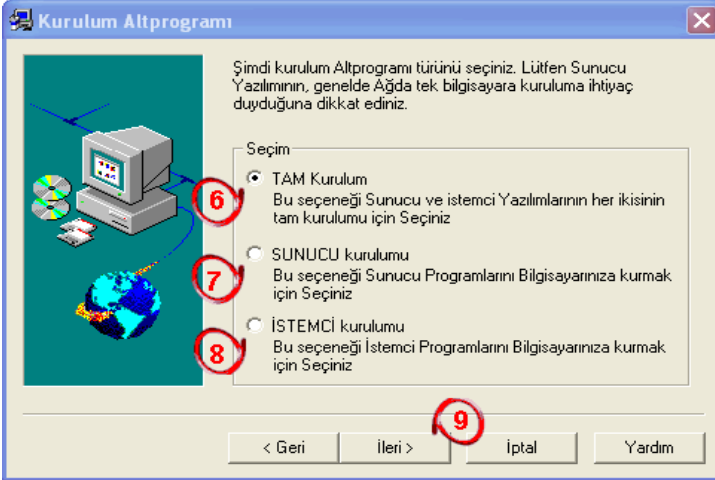 Kurulum Altprogramı
Şimdi kurulum Altprogramı türünü seçiniz. Lütfen Sunucu
Yazılımının, genelde Ağda tek bilgisayara kuruluma ihtiyaç
duyduğuna dikkat ediniz.
Seçim
6
TAM Kurulum
Bu seçeneği Sunucu ve istemci Yazılımlarının her ikisinin
tam kurulumu için Seçiniz
7
SUNUCU kurulumu
Bu seçeneği Sunucu Programlarını Bilgisayarınıza kurmak
için Seçiniz
8
İSTEMCİ kurulumu
Bu seçeneği İstemci Programlarını Bilgisayarınıza kurmak
için Seçiniz
9
< Geri İleri > İptal Yardım